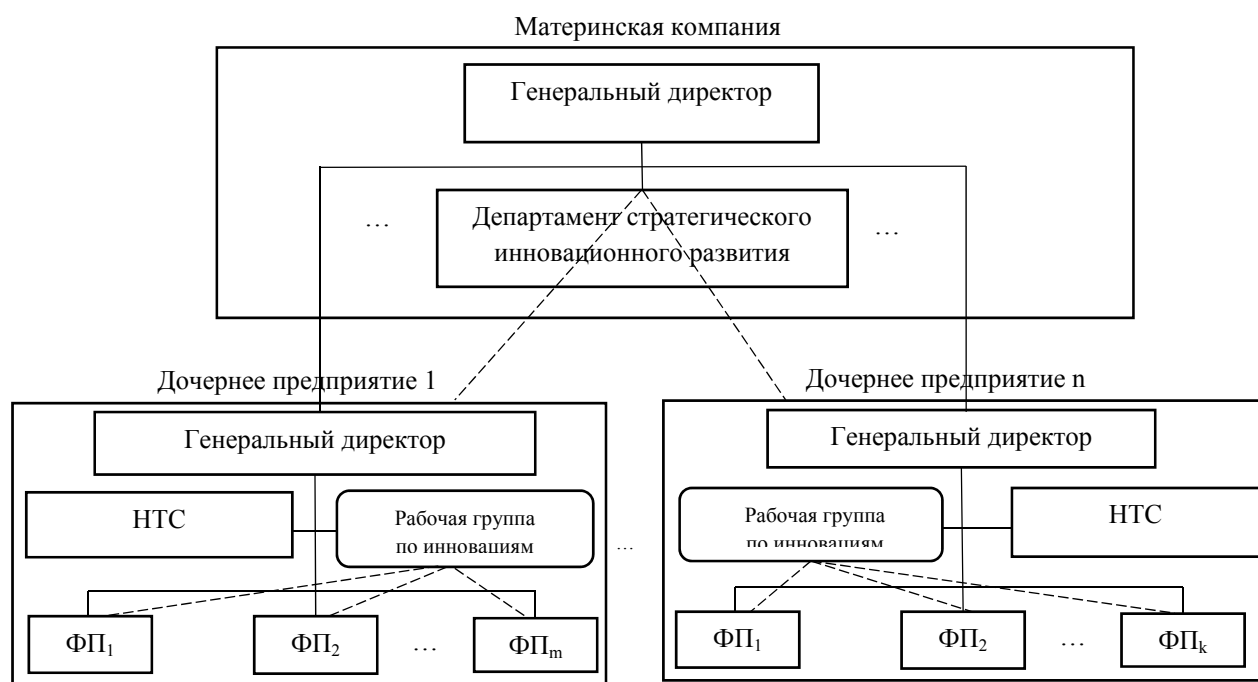 Материнская компания
Генеральный директор
…
Департамент стратегического
инновационного развития
…
Дочернее предприятие 1
Дочернее предприятие n
Генеральный директор
Генеральный директор
НТС
Рабочая группа
по инновациям
…
Рабочая группа
по инновациям
НТС
ФП1
ФП2
…
ФПm
ФП1
ФП2
…
ФПk